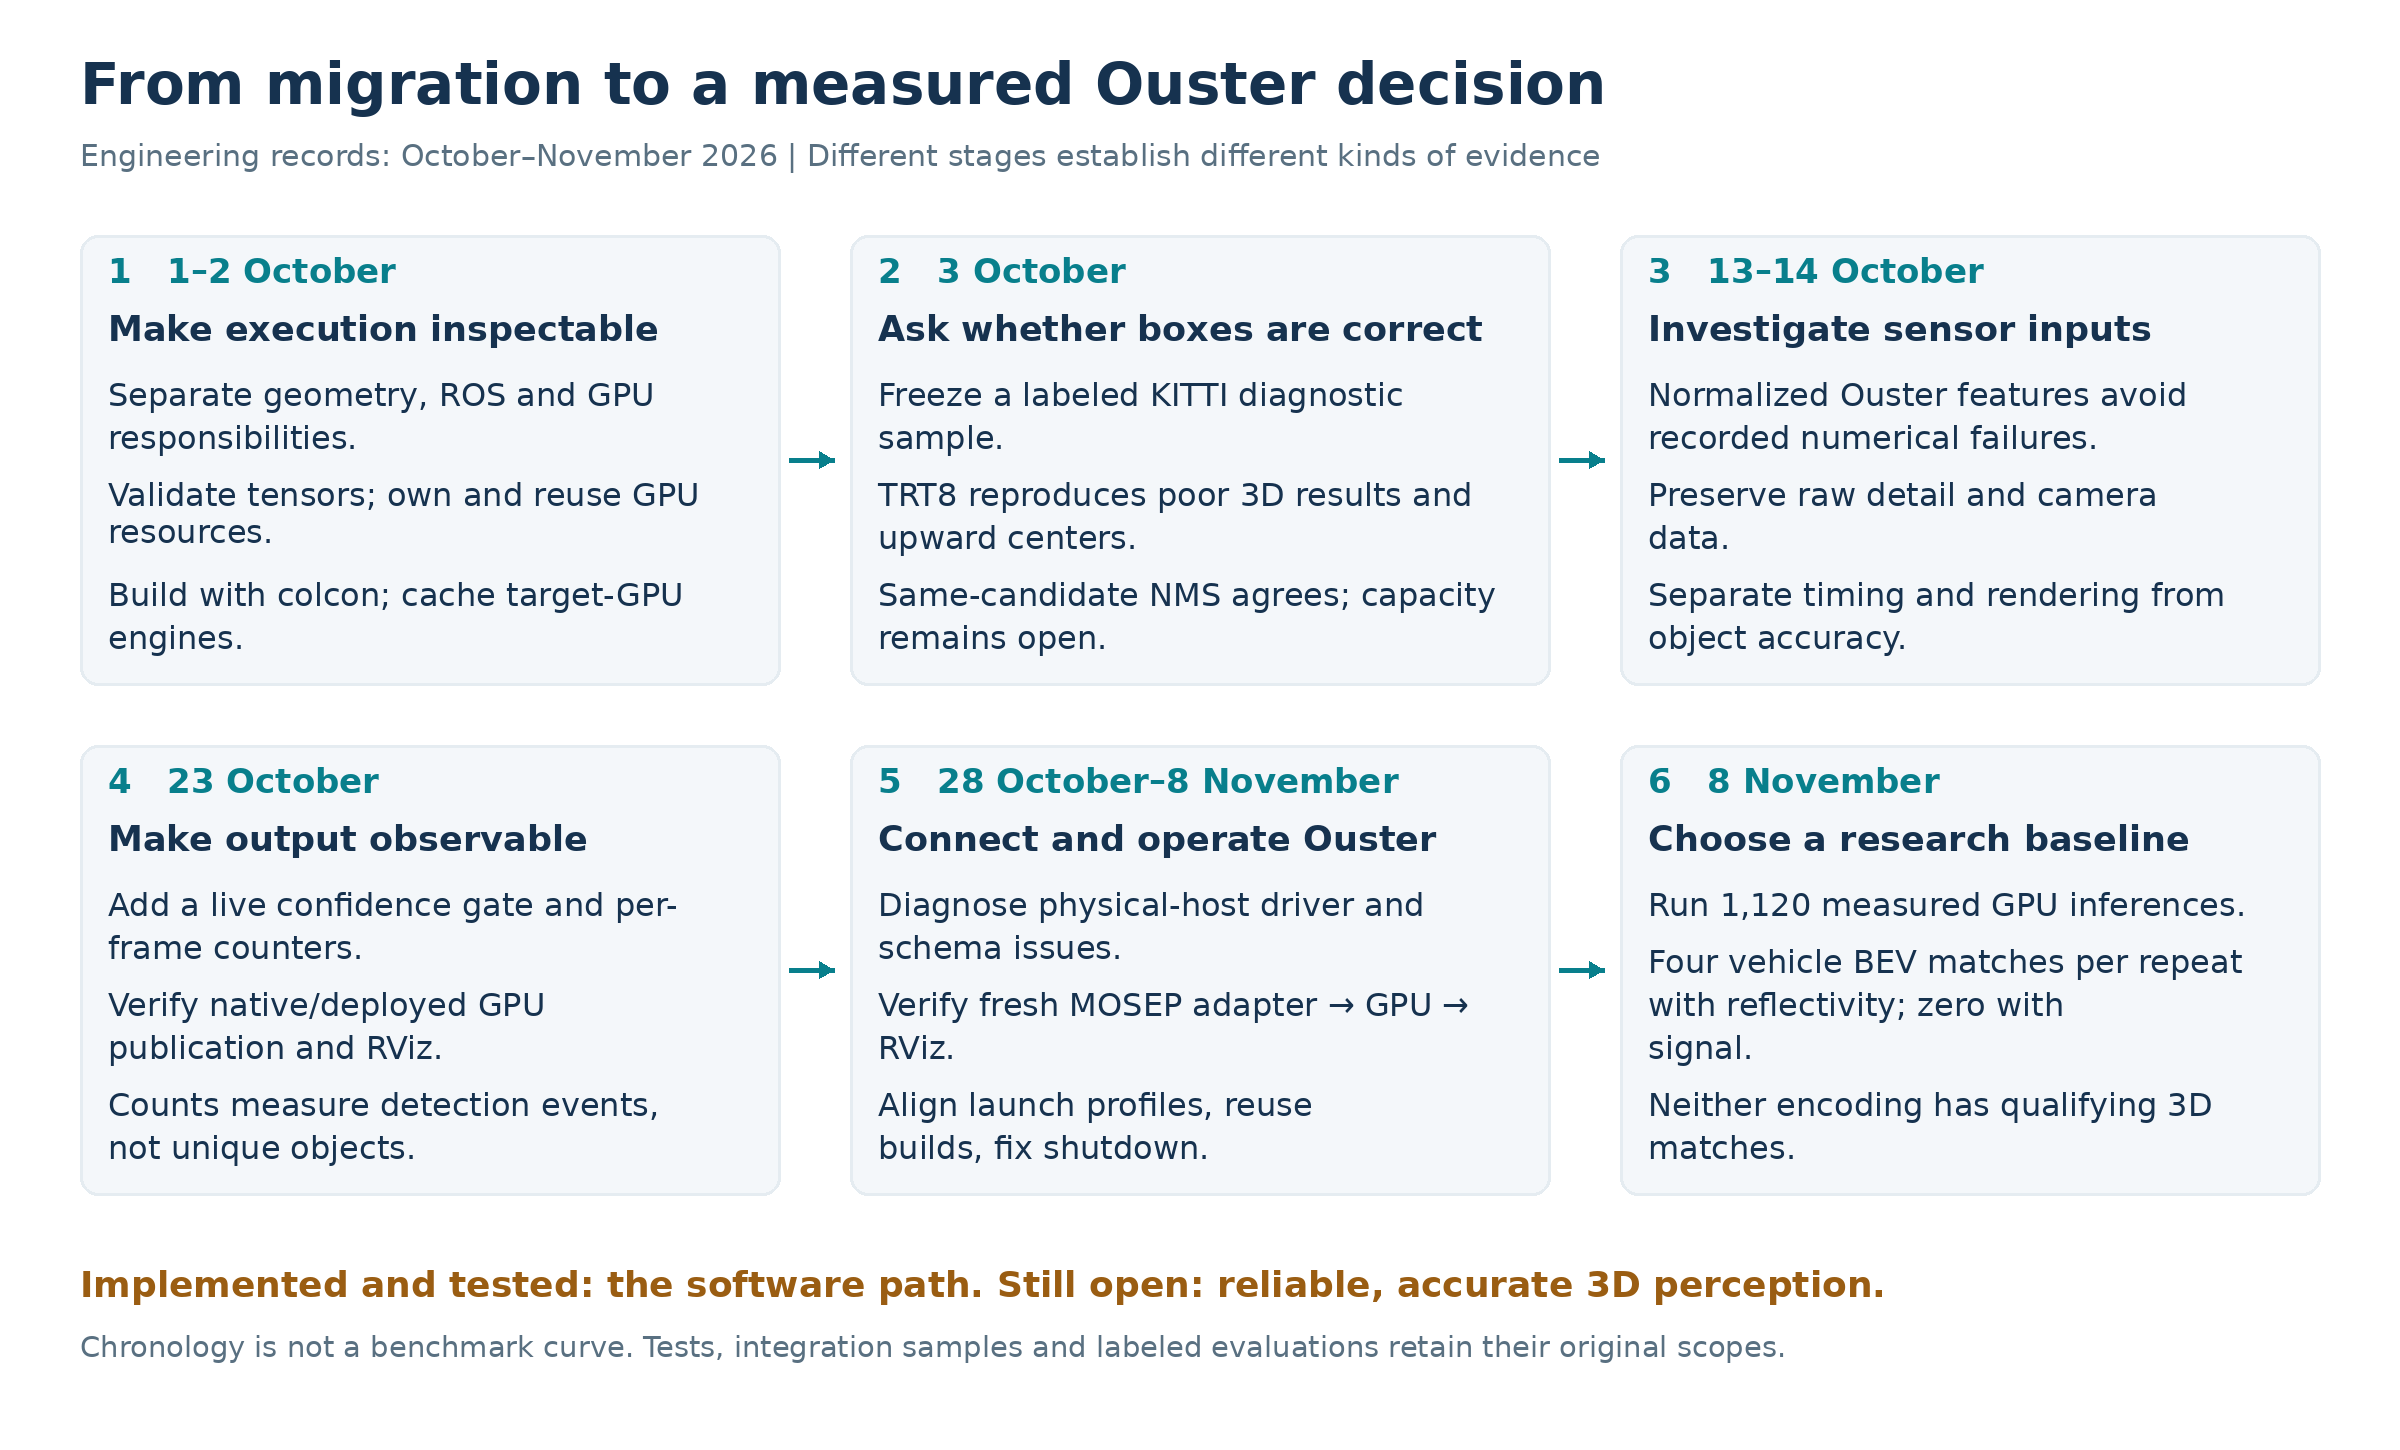 From migration to a measured Ouster decision
Engineering records: October–November 2026 | Different stages establish different kinds of evidence
1 1–2 October
Make execution inspectable
Separate geometry, ROS and GPU
responsibilities.
Validate tensors; own and reuse GPU
resources.
Build with colcon; cache target-GPU
engines.
2 3 October
Ask whether boxes are correct
Freeze a labeled KITTI diagnostic
sample.
TRT8 reproduces poor 3D results and
upward centers.
Same-candidate NMS agrees; capacity
remains open.
3 13–14 October
Investigate sensor inputs
Normalized Ouster features avoid
recorded numerical failures.
Preserve raw detail and camera
data.
Separate timing and rendering from
object accuracy.
4 23 October
Make output observable
Add a live confidence gate and per-
frame counters.
Verify native/deployed GPU
publication and RViz.
Counts measure detection events,
not unique objects.
5 28 October–8 November
Connect and operate Ouster
Diagnose physical-host driver and
schema issues.
Verify fresh MOSEP adapter → GPU →
RViz.
Align launch profiles, reuse
builds, fix shutdown.
6 8 November
Choose a research baseline
Run 1,120 measured GPU inferences.
Four vehicle BEV matches per repeat
with reflectivity; zero with
signal.
Neither encoding has qualifying 3D
matches.
Implemented and tested: the software path. Still open: reliable, accurate 3D perception.
Chronology is not a benchmark curve. Tests, integration samples and labeled evaluations retain their original scopes.